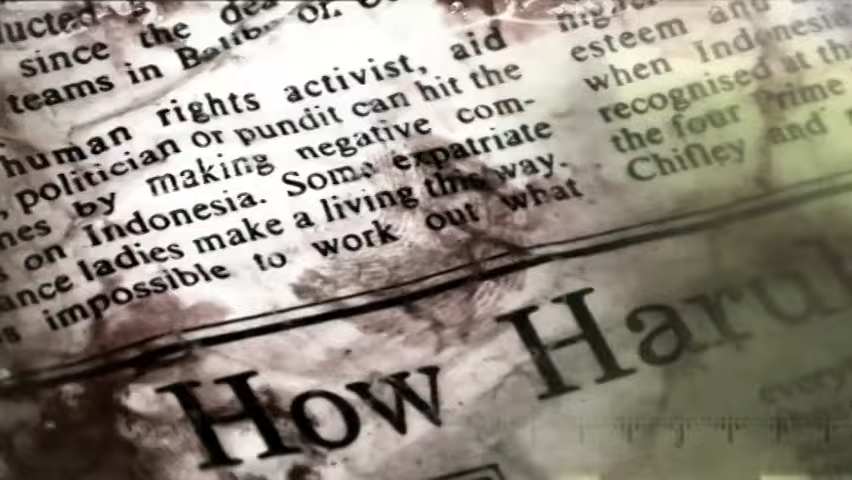 since the
teams in
human rights activist, aid
politician or pundit can hit the
by making negative com-
on Indonesia. Some expatriate
ladies make a living this way.
impossible to work out what
esteem and
when Indonesia
recognised at the
the four Prime
Chifley and
How